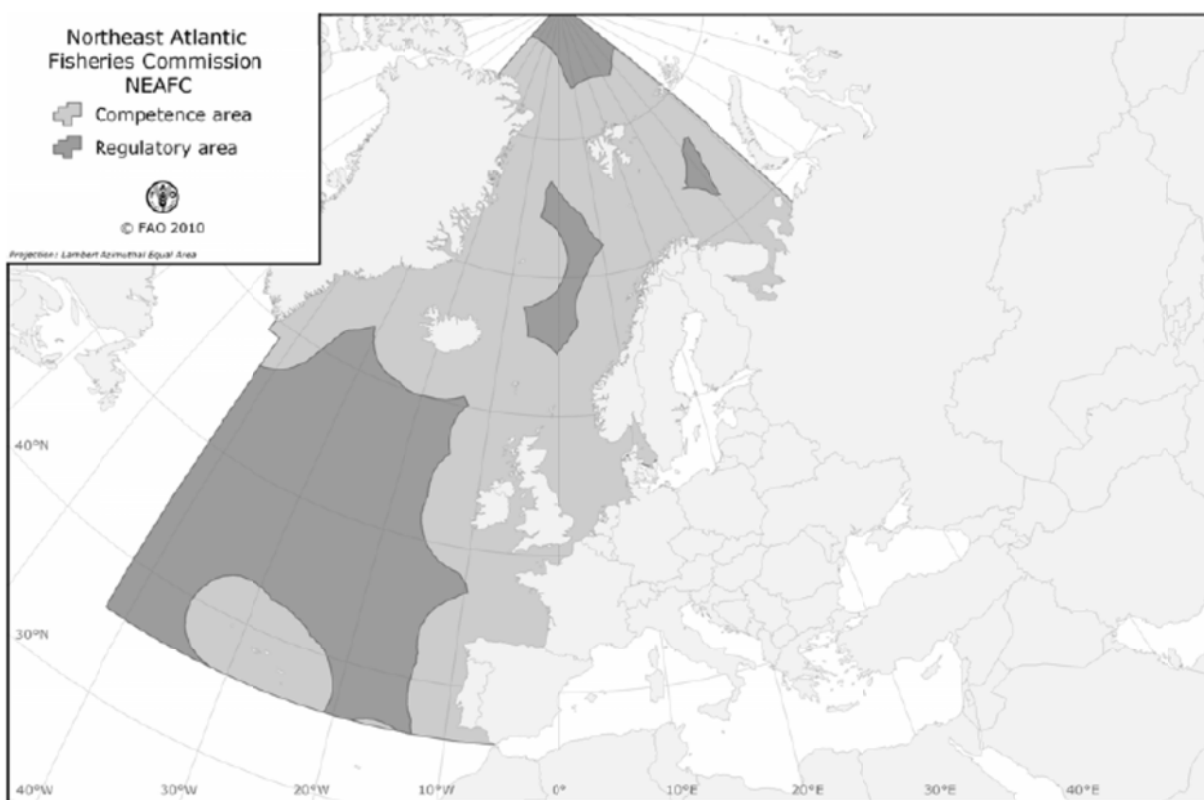 Northeast Atlantic
Fisheries Commission
NEAFC
Competence area
Regulatory area
© FAO 2010
Projection: Lambert Azimuthal Equal Area
40°N
30°N
40°W 30°W 20°W 10°W 0° 10°E 20°E 30°E 40°E